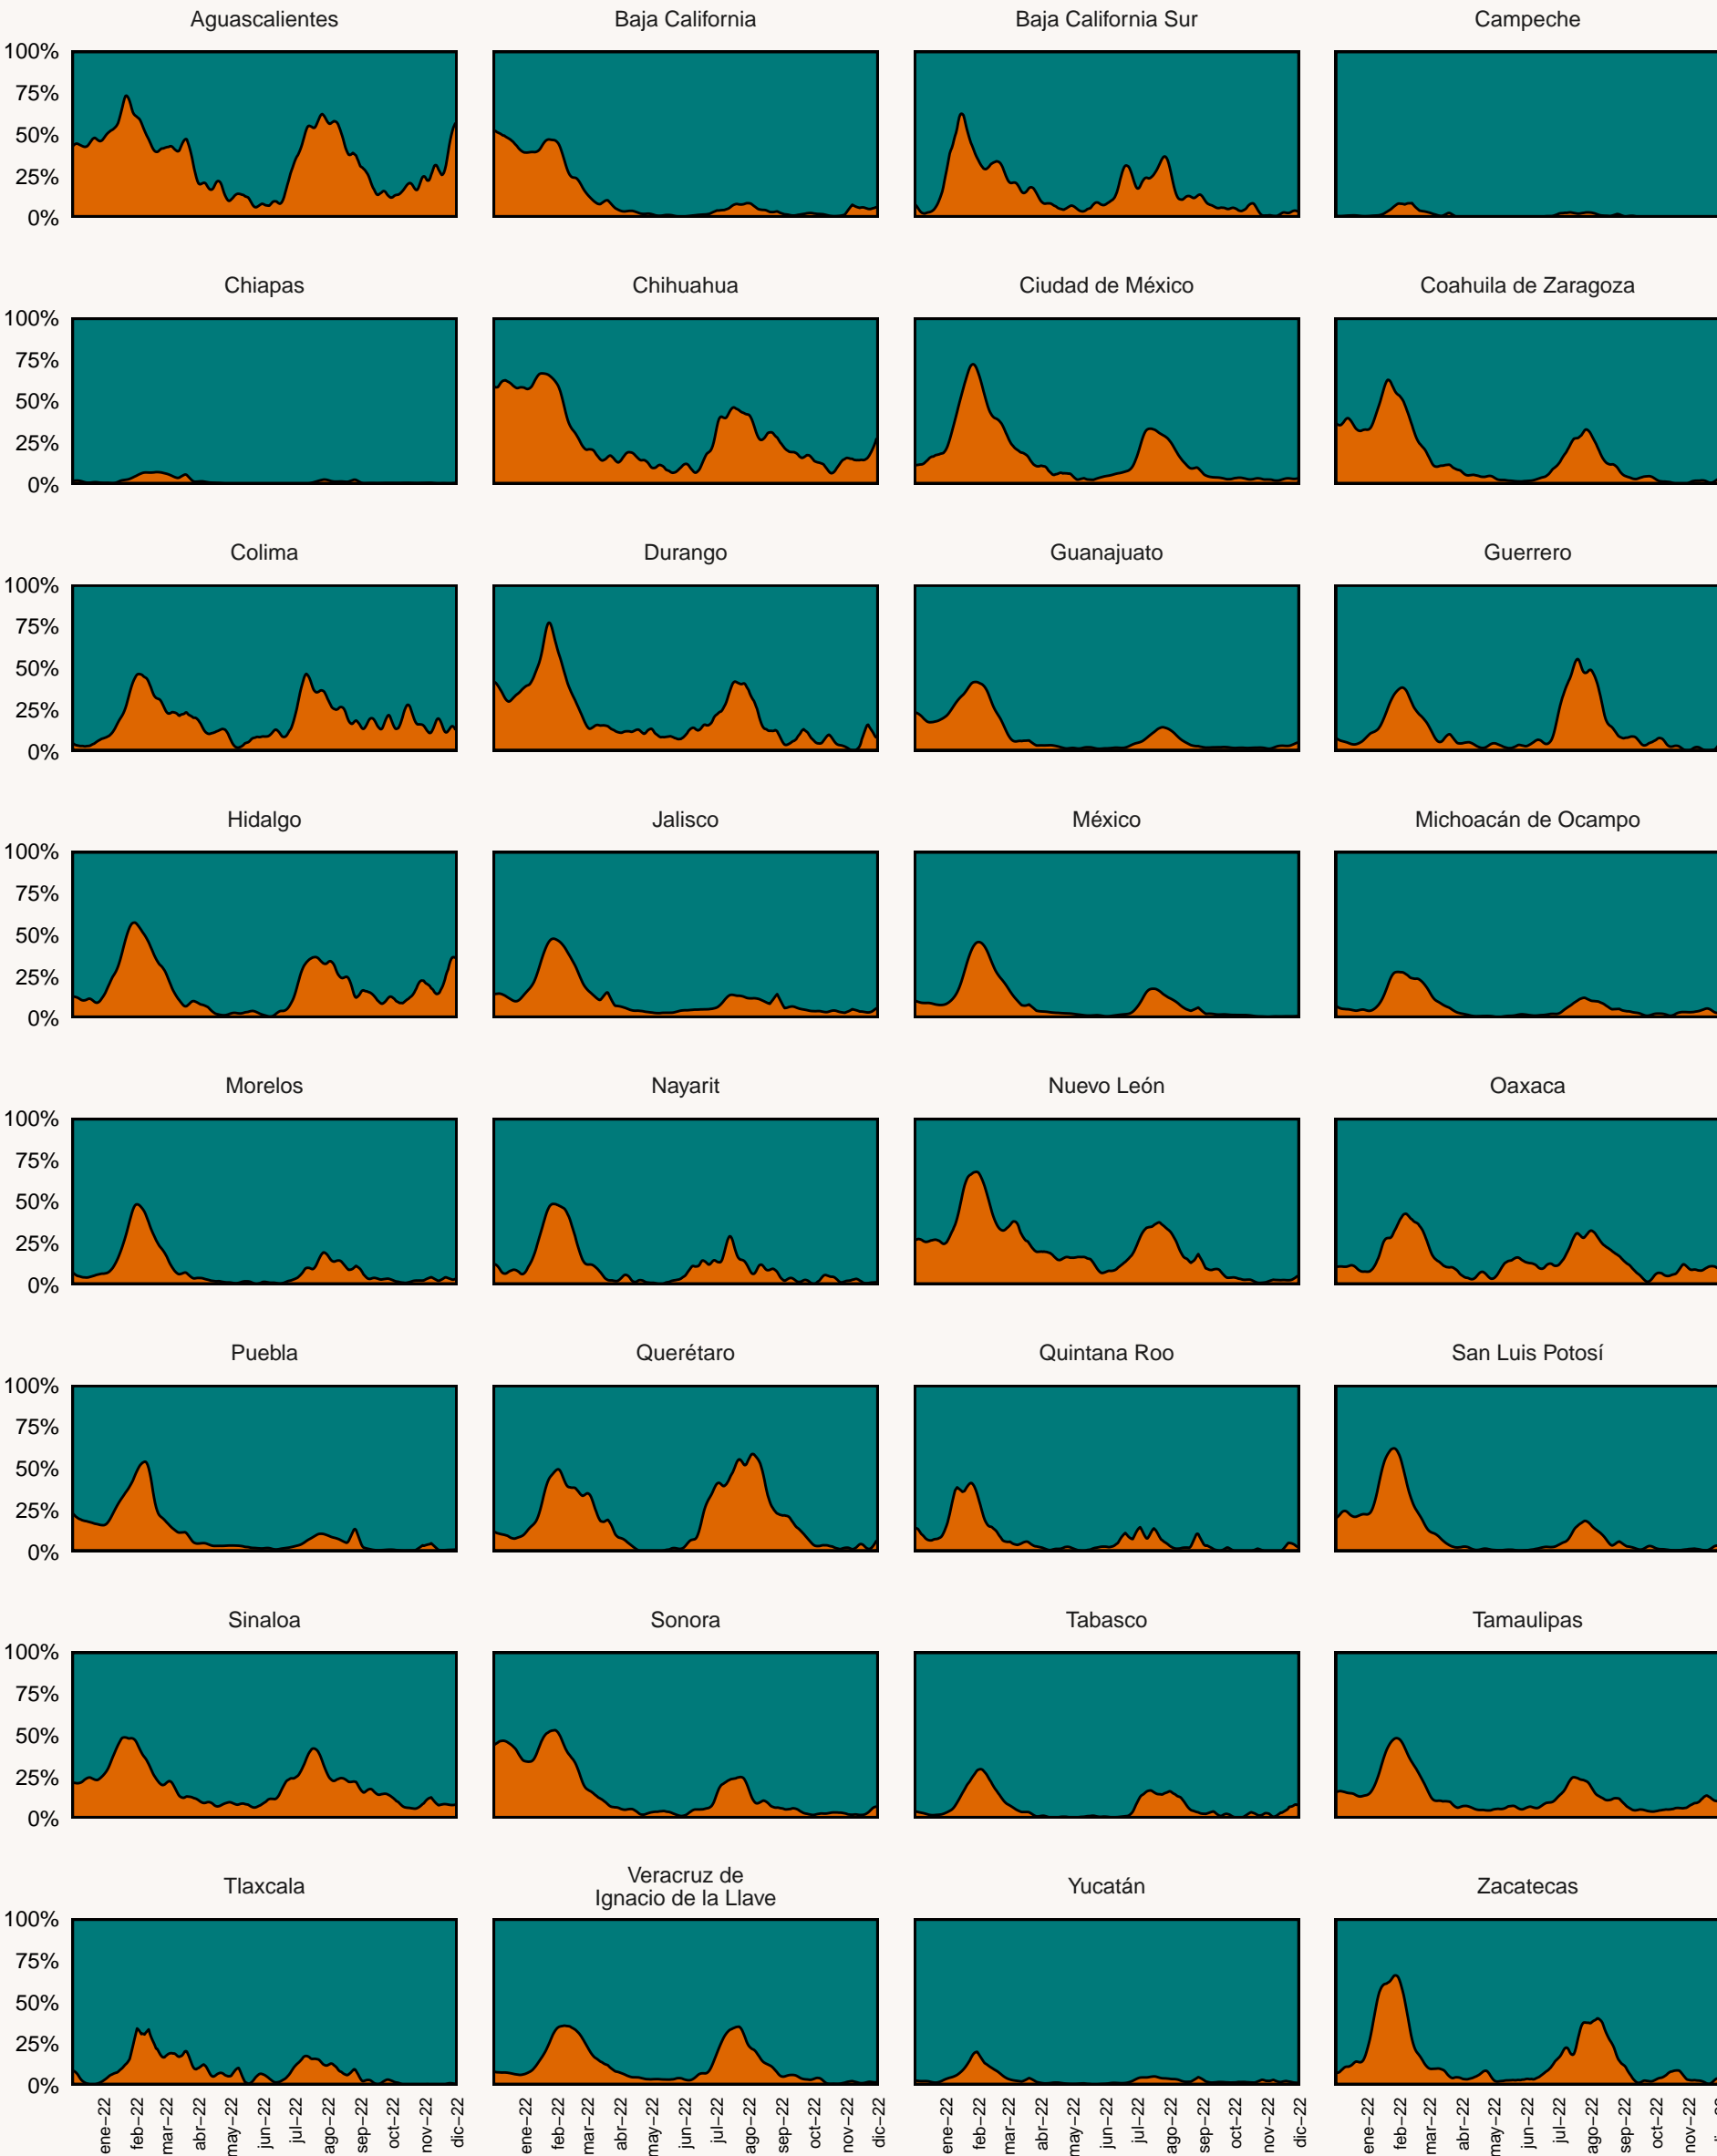 Aguascalientes
Baja California
Baja California Sur
Campeche
100%
75%
50%
25%
0%
Chiapas
Chihuahua
Ciudad de México
Coahuila de Zaragoza
100%
75%
50%
25%
0%
Colima
Durango
Guanajuato
Guerrero
100%
75%
50%
25%
0%
Hidalgo
Jalisco
México
Michoacán de Ocampo
100%
75%
50%
25%
0%
Morelos
Nayarit
Nuevo León
Oaxaca
100%
75%
50%
25%
0%
Puebla
Querétaro
Quintana Roo
San Luis Potosí
100%
75%
50%
25%
0%
Sinaloa
Sonora
Tabasco
Tamaulipas
100%
75%
50%
25%
0%
Tlaxcala
Veracruz de
Ignacio de la Llave
Yucatán
Zacatecas
100%
75%
50%
25%
0%
ene−22
feb−22
mar−22
abr−22
may−22
jun−22
jul−22
ago−22
sep−22
oct−22
nov−22
dic−22
ene−22
feb−22
mar−22
abr−22
may−22
jun−22
jul−22
ago−22
sep−22
oct−22
nov−22
dic−22
ene−22
feb−22
mar−22
abr−22
may−22
jun−22
jul−22
ago−22
sep−22
oct−22
nov−22
dic−22
ene−22
feb−22
mar−22
abr−22
may−22
jun−22
jul−22
ago−22
sep−22
oct−22
nov−22